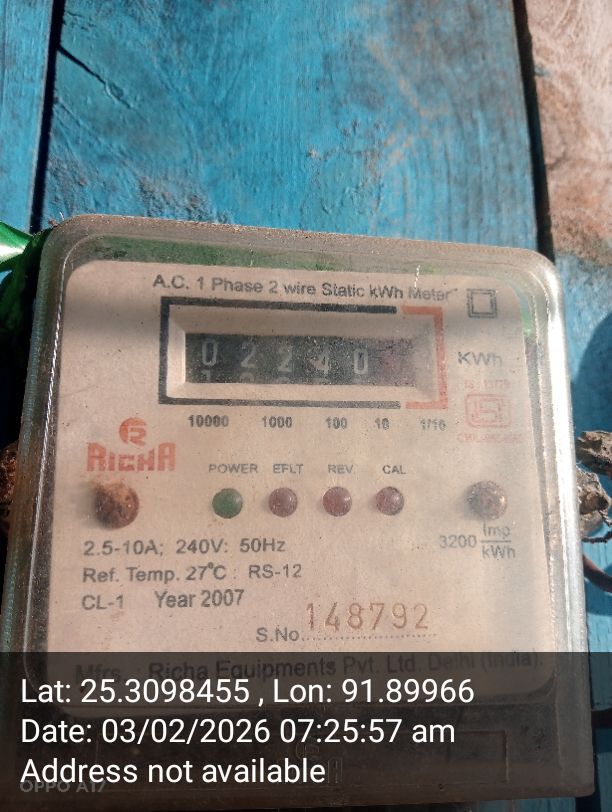 A.C. 1 Phase 2 wire Static kWh Meter
0 2 2 4 0
KWh
10000 1000 100 10 1/10
RICHA
POWER EFLT REV. CAL
2.5-10A; 240V: 50Hz
3200 Imp/kWh
Ref. Temp. 27°C : RS-12
CL-1 Year 2007
S.No. 148792
Mfrs. : Richa Equipments Pvt. Ltd. Delhi (India).
Lat: 25.3098455 , Lon: 91.89966
Date: 03/02/2026 07:25:57 am
Address not available
OPPO A17